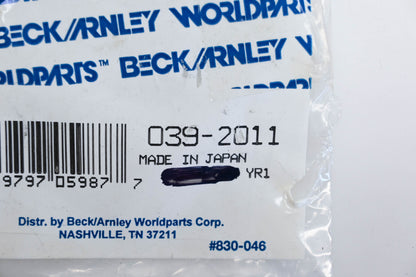 BECK/ARNLEY WORLDPARTS
WORLDPARTS™ BECK/ARNLEY
039-2011
MADE IN JAPAN
YR1
9797 05987 7
Distr. by Beck/Arnley Worldparts Corp.
NASHVILLE, TN 37211
#830-046